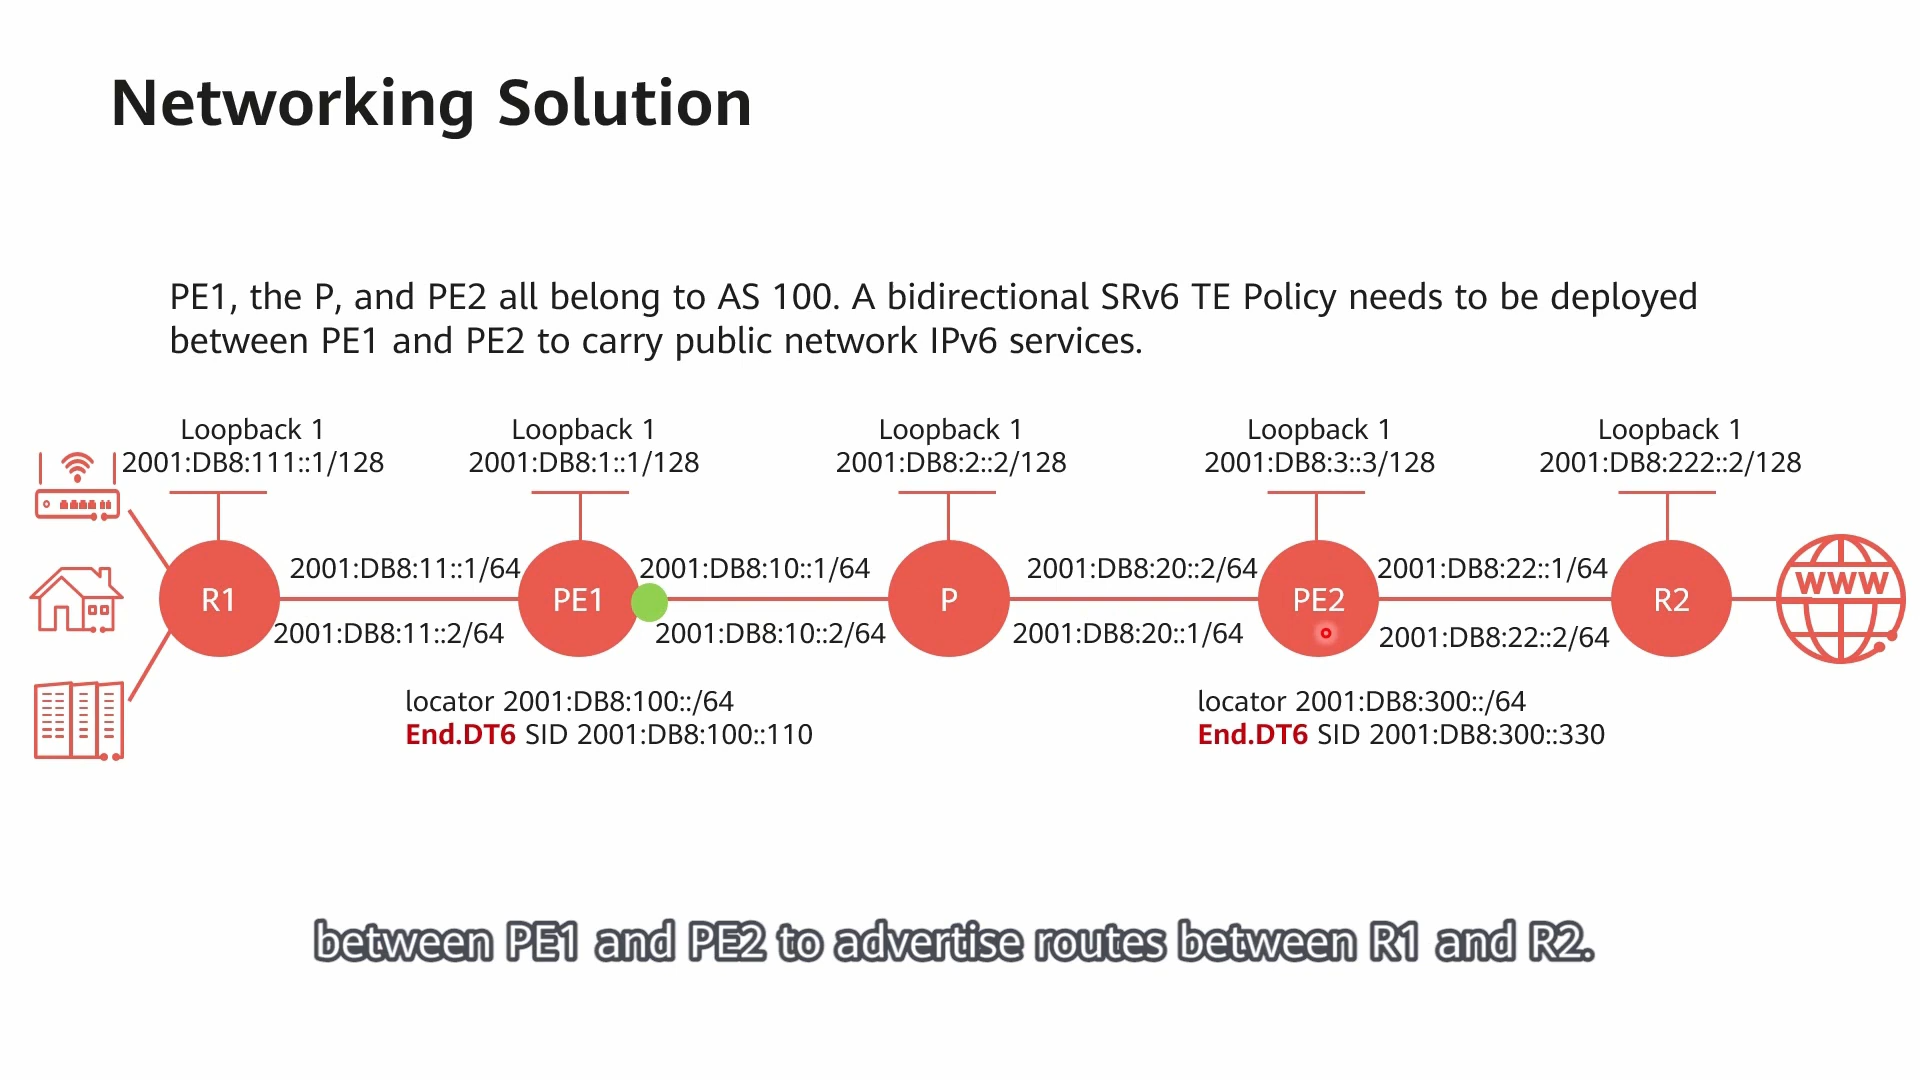 Networking Solution
PE1, the P, and PE2 all belong to AS 100. A bidirectional SRv6 TE Policy needs to be deployed
between PE1 and PE2 to carry public network IPv6 services.
Loopback 1
2001:DB8:111::1/128
Loopback 1
2001:DB8:1::1/128
Loopback 1
2001:DB8:2::2/128
Loopback 1
2001:DB8:3::3/128
Loopback 1
2001:DB8:222::2/128
2001:DB8:11::1/64
2001:DB8:10::1/64
2001:DB8:20::2/64
2001:DB8:22::1/64
R1
PE1
P
PE2
R2
WWW
2001:DB8:11::2/64
2001:DB8:10::2/64
2001:DB8:20::1/64
2001:DB8:22::2/64
locator 2001:DB8:100::/64
End.DT6 SID 2001:DB8:100::110
locator 2001:DB8:300::/64
End.DT6 SID 2001:DB8:300::330
between PE1 and PE2 to advertise routes between R1 and R2.